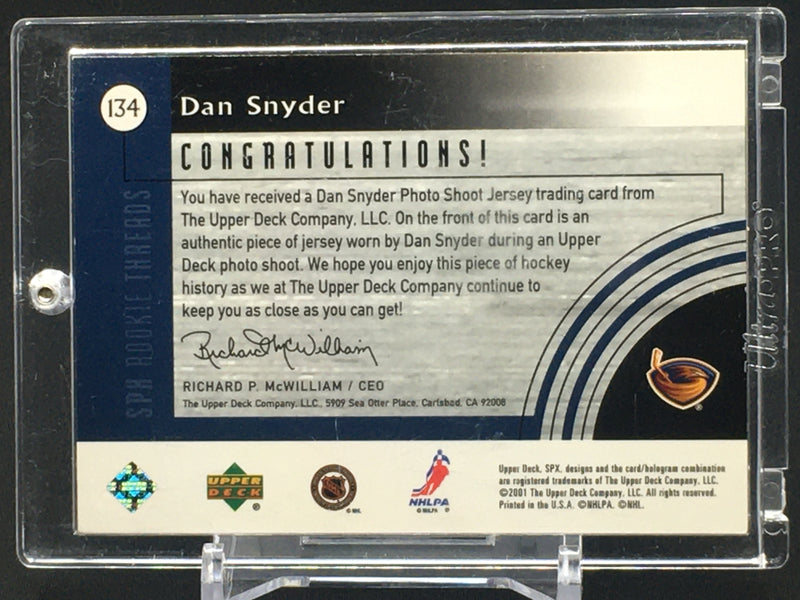 134
Dan Snyder
CONGRATULATIONS!
SPX ROOKIE THREADS
You have received a Dan Snyder Photo Shoot Jersey trading card from
The Upper Deck Company, LLC. On the front of this card is an
authentic piece of jersey worn by Dan Snyder during an Upper
Deck photo shoot. We hope you enjoy this piece of hockey
history as we at The Upper Deck Company continue to
keep you as close as you can get!
Richard P. McWilliam
RICHARD P. McWILLIAM / CEO
The Upper Deck Company, LLC, 5909 Sea Otter Place, Carlsbad, CA 92008
UPPER
DECK
®
NHL
© NHL
NHLPA
© NHLPA
Upper Deck, SPX, designs and the card/hologram combination
are registered trademarks of The Upper Deck Company, LLC.
©2001 The Upper Deck Company, LLC. All rights reserved.
Printed in the U.S.A. ©NHLPA. ©NHL.
Ultra PRO